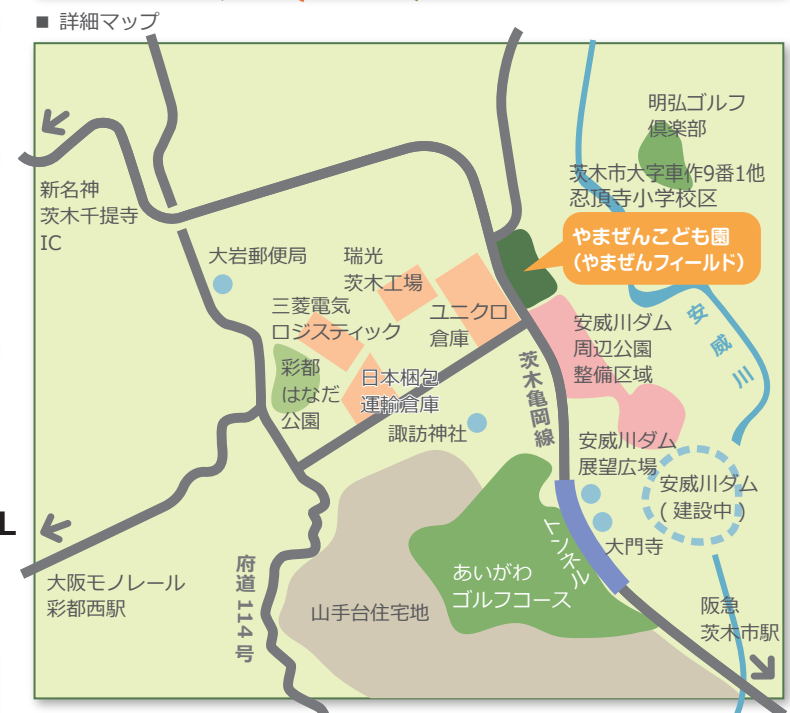 ■ 詳細マップ
明弘ゴルフ
倶楽部
茨木市大字車作9番1他
忍頂寺小学校区
やまぜんこども園
（やまぜんフィールド）
新名神
茨木千提寺
IC
大岩郵便局
瑞光
茨木工場
三菱電気
ロジスティック
ユニクロ
倉庫
安威川
安威川ダム
周辺公園
整備区域
彩都
はなだ
公園
日本梱包
運輸倉庫
茨木亀岡線
諏訪神社
安威川ダム
展望広場
安威川ダム
( 建設中 )
L
トンネル
大門寺
大阪モノレール
彩都西駅
府道114号
あいがわ
ゴルフコース
山手台住宅地
阪急
茨木市駅